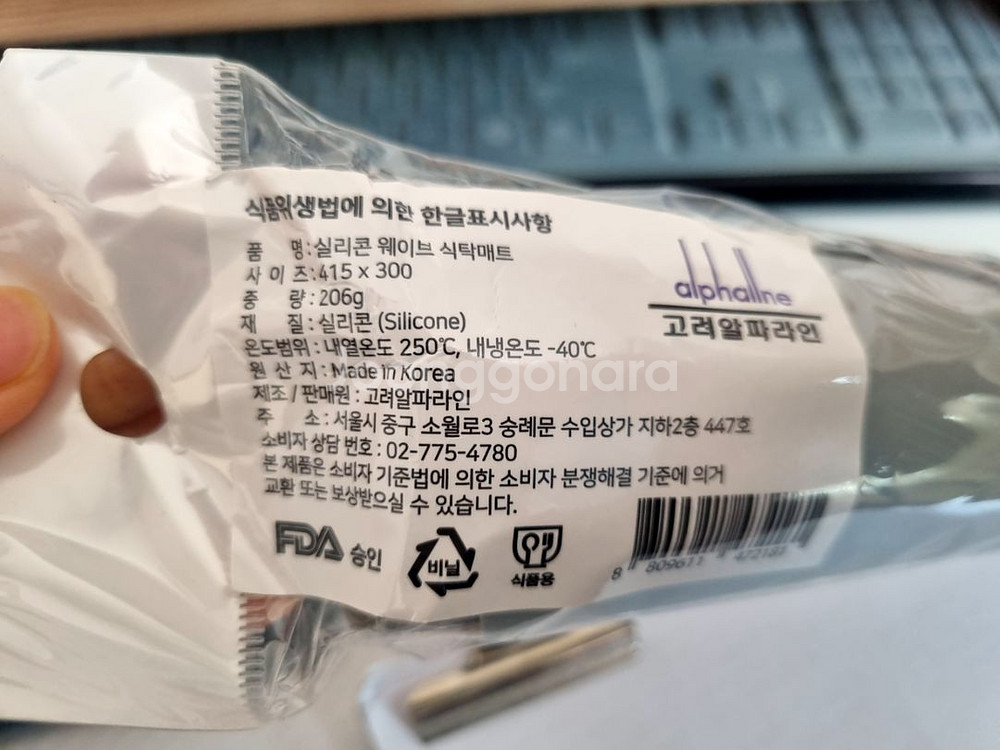 식품위생법에 의한 한글표시사항
품 명 : 실리콘 웨이브 식탁매트
사 이 즈 : 415 x 300
중 량 : 206g
재 질 : 실리콘 (Silicone)
온도범위 : 내열온도 250℃, 내냉온도 -40℃
원 산 지 : Made in Korea
제조 / 판매원 : 고려알파라인
주 소 : 서울시 중구 소월로3 숭례문 수입상가 지하2층 447호
소비자 상담 번호 : 02-775-4780
본 제품은 소비자 기준법에 의한 소비자 분쟁해결 기준에 의거
교환 또는 보상받으실 수 있습니다.
alphaline
고려알파라인
FDA 승인
비닐
식품용
8 809611
gonara